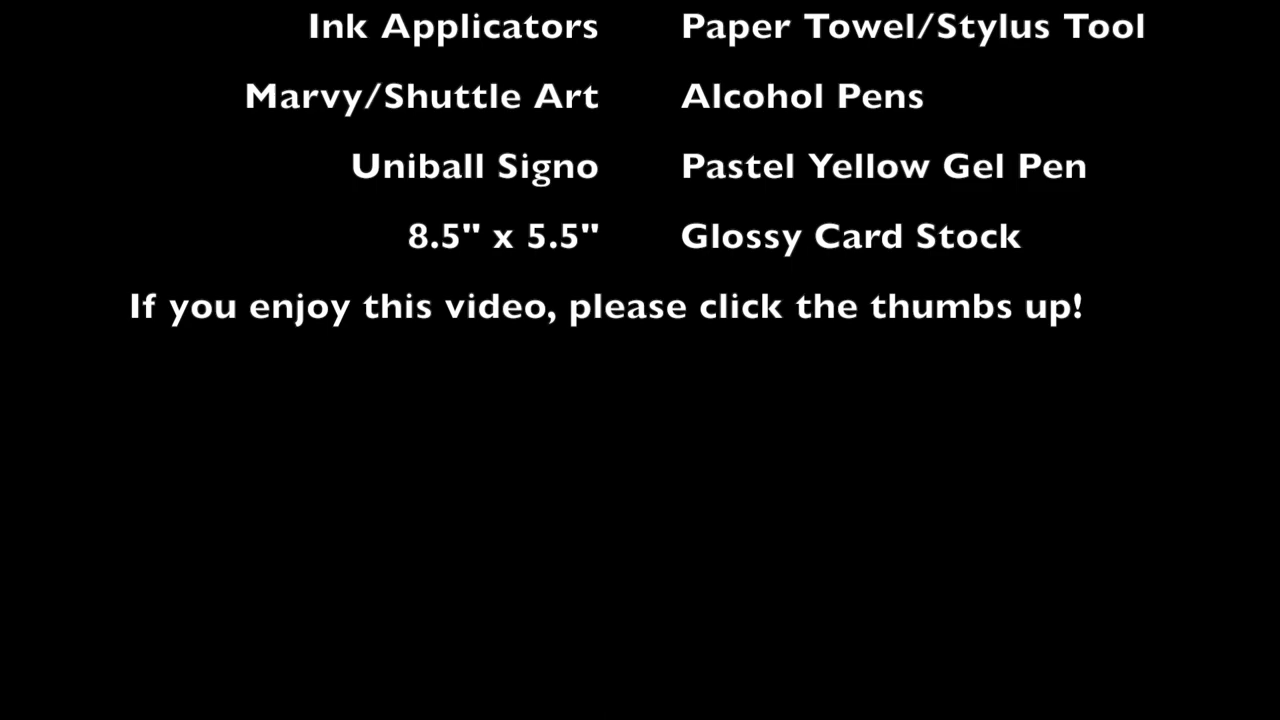 Ink Applicators Paper Towel/Stylus Tool
Marvy/Shuttle Art Alcohol Pens
Uniball Signo Pastel Yellow Gel Pen
8.5" x 5.5" Glossy Card Stock
If you enjoy this video, please click the thumbs up!